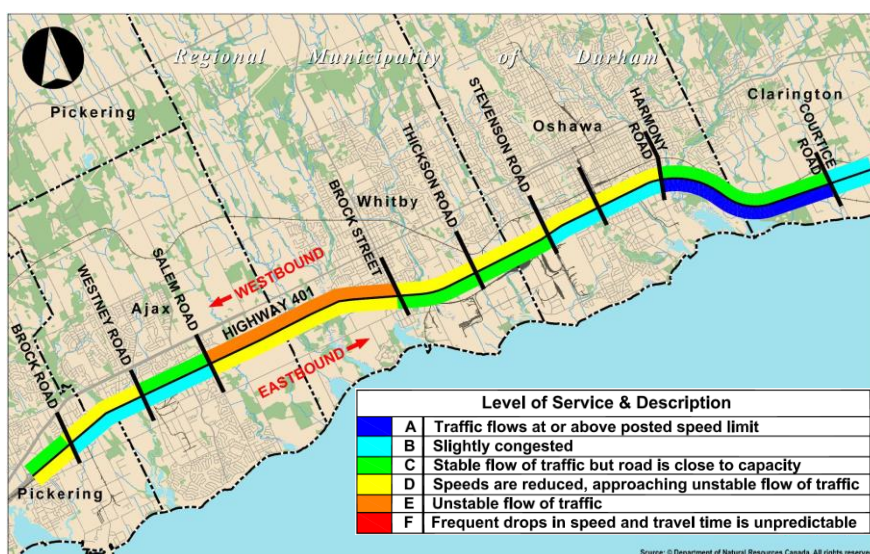 Regional Municipality of Durham
Pickering
Clarington
Oshawa
Whitby
Ajax
Pickering
BROCK ROAD
WESTNEY ROAD
SALEM ROAD
BROCK STREET
THICKSON ROAD
STEVENSON ROAD
HARMONY ROAD
COURTICE ROAD
WESTBOUND
HIGHWAY 401
EASTBOUND
Level of Service & Description
A Traffic flows at or above posted speed limit
B Slightly congested
C Stable flow of traffic but road is close to capacity
D Speeds are reduced, approaching unstable flow of traffic
E Unstable flow of traffic
F Frequent drops in speed and travel time is unpredictable
Source: © Department of Natural Resources Canada. All rights reserved